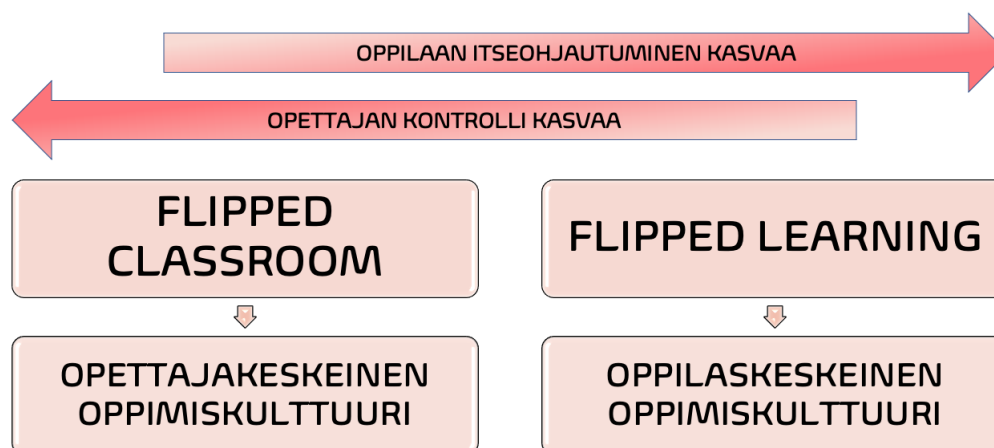 OPPILAAN ITSEOHJAUTUMINEN KASVAA
OPETTAJAN KONTROLLI KASVAA
FLIPPED
CLASSROOM
FLIPPED LEARNING
OPETTAJAKESKEINEN
OPPIMISKULTTUURI
OPPILASKESKEINEN
OPPIMISKULTTUURI